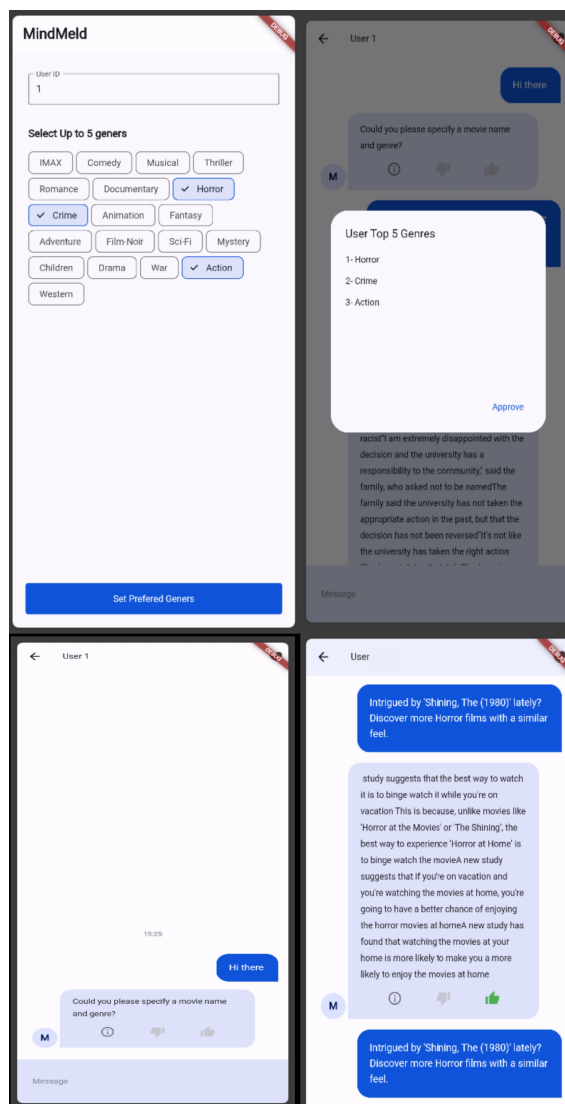 MindMeld
DEBUG
User ID
1
Select Up to 5 geners
IMAX
Comedy
Musical
Thriller
Romance
Documentary
Horror
Crime
Animation
Fantasy
Adventure
Film-Noir
Sci-Fi
Mystery
Children
Drama
War
Action
Western
Set Prefered Geners
User 1
DEBUG
Hi there
Could you please specify a movie name
and genre?
M
User Top 5 Genres
1- Horror
2- Crime
3- Action
Approve
racist"I am extremely disappointed with the
decision and the university has a
responsibility to the community," said the
family, who asked not to be namedThe
family said the university has not taken the
appropriate action in the past, but that the
decision has not been reversed"It's not like
the university has taken the right action
Message
User 1
DEBUG
19:25
Hi there
Could you please specify a movie name
and genre?
M
Message
User
DEBUG
Intrigued by 'Shining, The (1980)' lately?
Discover more Horror films with a similar
feel.
study suggests that the best way to watch
it is to binge watch it while you're on
vacation This is because, unlike movies like
'Horror at the Movies' or 'The Shining', the
best way to experience 'Horror at Home' is
to binge watch the movieA new study
suggests that if you're on vacation and
you're watching the movies at home, you're
going to have a better chance of enjoying
the horror movies at homeA new study has
found that watching the movies at your
home is more likely to make you a more
likely to enjoy the movies at home
M
Intrigued by 'Shining, The (1980)' lately?
Discover more Horror films with a similar
feel.